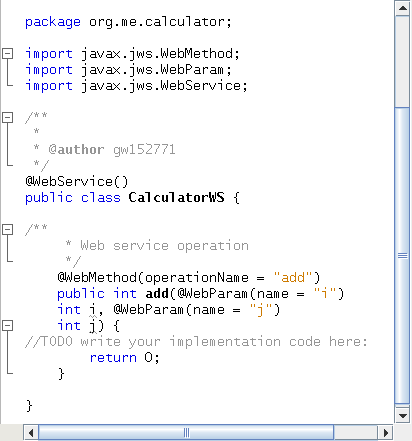 package org.me.calculator;
import javax.jws.WebMethod;
import javax.jws.WebParam;
import javax.jws.WebService;
/**
*
* @author gw152771
*/
@WebService()
public class CalculatorWS {
/**
* Web service operation
*/
@WebMethod(operationName = "add")
public int add(@WebParam(name = "i")
int i, @WebParam(name = "j")
int j) {
//TODO write your implementation code here:
return 0;
}
}